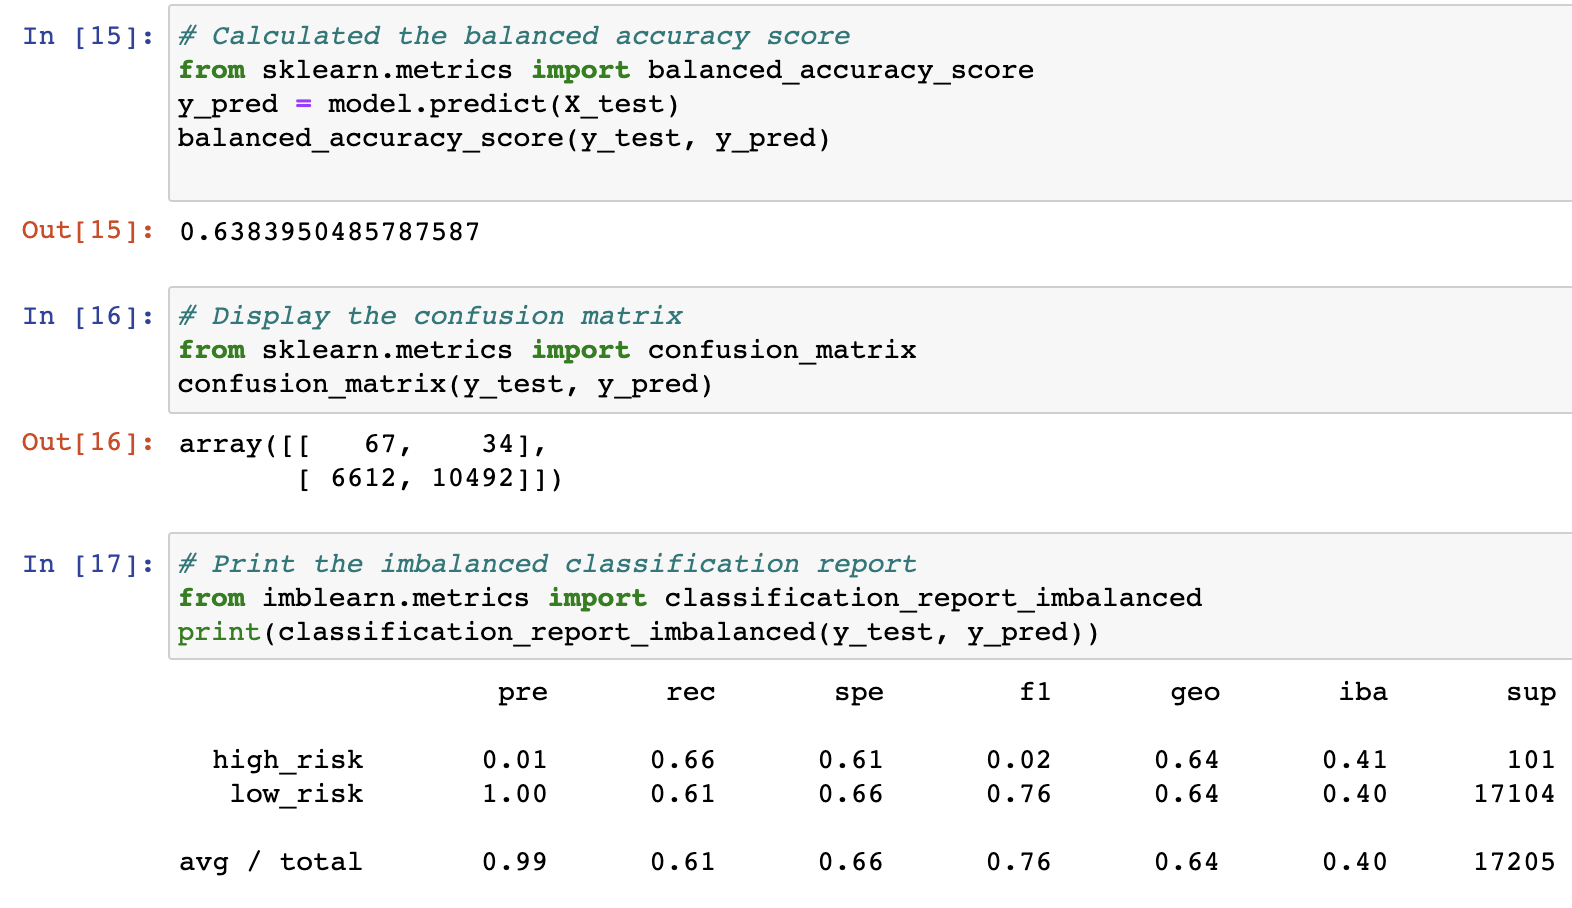 In [15]: # Calculated the balanced accuracy score
from sklearn.metrics import balanced_accuracy_score
y_pred = model.predict(X_test)
balanced_accuracy_score(y_test, y_pred)
Out[15]: 0.6383950485787587
In [16]: # Display the confusion matrix
from sklearn.metrics import confusion_matrix
confusion_matrix(y_test, y_pred)
Out[16]: array([[   67,    34],
       [ 6612, 10492]])
In [17]: # Print the imbalanced classification report
from imblearn.metrics import classification_report_imbalanced
print(classification_report_imbalanced(y_test, y_pred))
pre rec spe f1 geo iba sup
high_risk 0.01 0.66 0.61 0.02 0.64 0.41 101
low_risk 1.00 0.61 0.66 0.76 0.64 0.40 17104
avg / total 0.99 0.61 0.66 0.76 0.64 0.40 17205